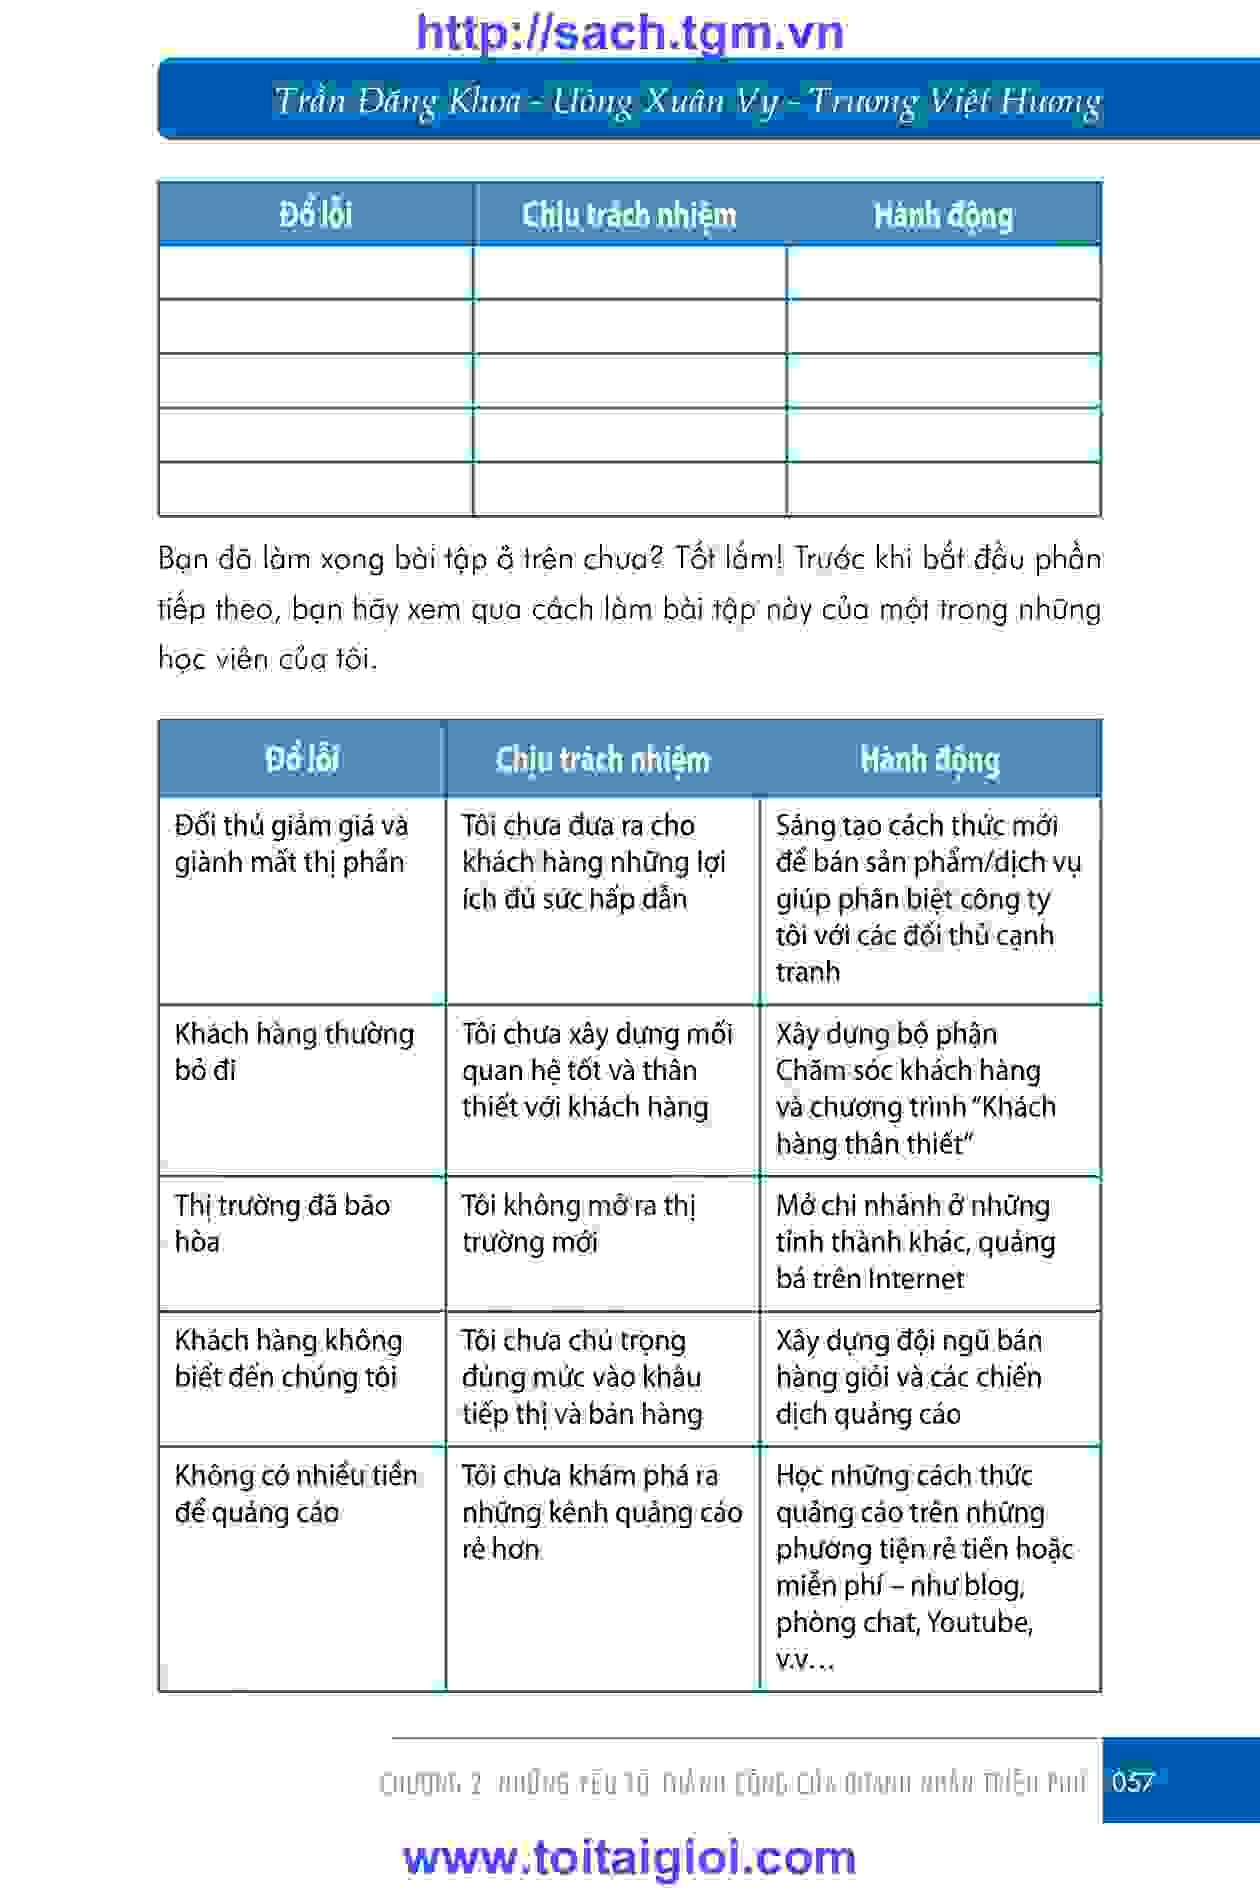 http://sach.tgm.vn
Trần Đăng Khoa - Uông Xuân Vy - Trương Việt Hương
Đổ lỗi Chịu trách nhiệm Hành động
Bạn đã làm xong bài tập ở trên chưa? Tốt lắm! Trước khi bắt đầu phần
tiếp theo, bạn hãy xem qua cách làm bài tập này của một trong những
học viên của tôi.
Đổ lỗi Chịu trách nhiệm Hành động
Đối thủ giảm giá và
giành mất thị phần
Tôi chưa đưa ra cho
khách hàng những lợi
ích đủ sức hấp dẫn
Sáng tạo cách thức mới
để bán sản phẩm/dịch vụ
giúp phân biệt công ty
tôi với các đối thủ cạnh
tranh
Khách hàng thường
bỏ đi
Tôi chưa xây dựng mối
quan hệ tốt và thân
thiết với khách hàng
Xây dựng bộ phận
Chăm sóc khách hàng
và chương trình “Khách
hàng thân thiết”
Thị trường đã bão
hòa
Tôi không mở ra thị
trường mới
Mở chi nhánh ở những
tỉnh thành khác, quảng
bá trên Internet
Khách hàng không
biết đến chúng tôi
Tôi chưa chú trọng
đúng mức vào khâu
tiếp thị và bán hàng
Xây dựng đội ngũ bán
hàng giỏi và các chiến
dịch quảng cáo
Không có nhiều tiền
để quảng cáo
Tôi chưa khám phá ra
những kênh quảng cáo
rẻ hơn
Học những cách thức
quảng cáo trên những
phương tiện rẻ tiền hoặc
miễn phí – như blog,
phòng chat, Youtube,
v.v…
CHƯƠNG 2: NHỮNG YẾU TỐ THÀNH CÔNG CỦA DOANH NHÂN TRIỆU PHÚ 037
www.toitaigioi.com